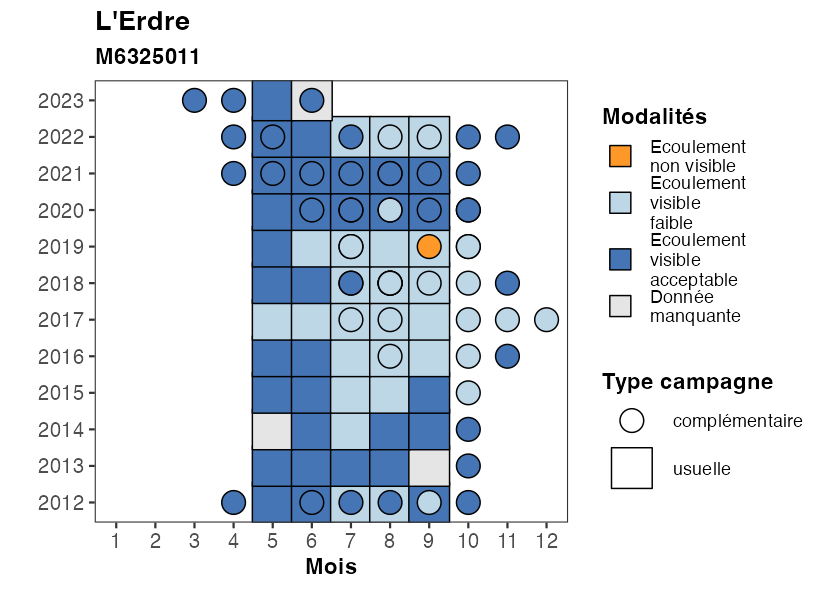 L'Erdre
M6325011
2023
2022
2021
2020
2019
2018
2017
2016
2015
2014
2013
2012
1 2 3 4 5 6 7 8 9 10 11 12
Mois
Modalités
Ecoulement
non visible
Ecoulement
visible
faible
Ecoulement
visible
acceptable
Donnée
manquante
Type campagne
complémentaire
usuelle